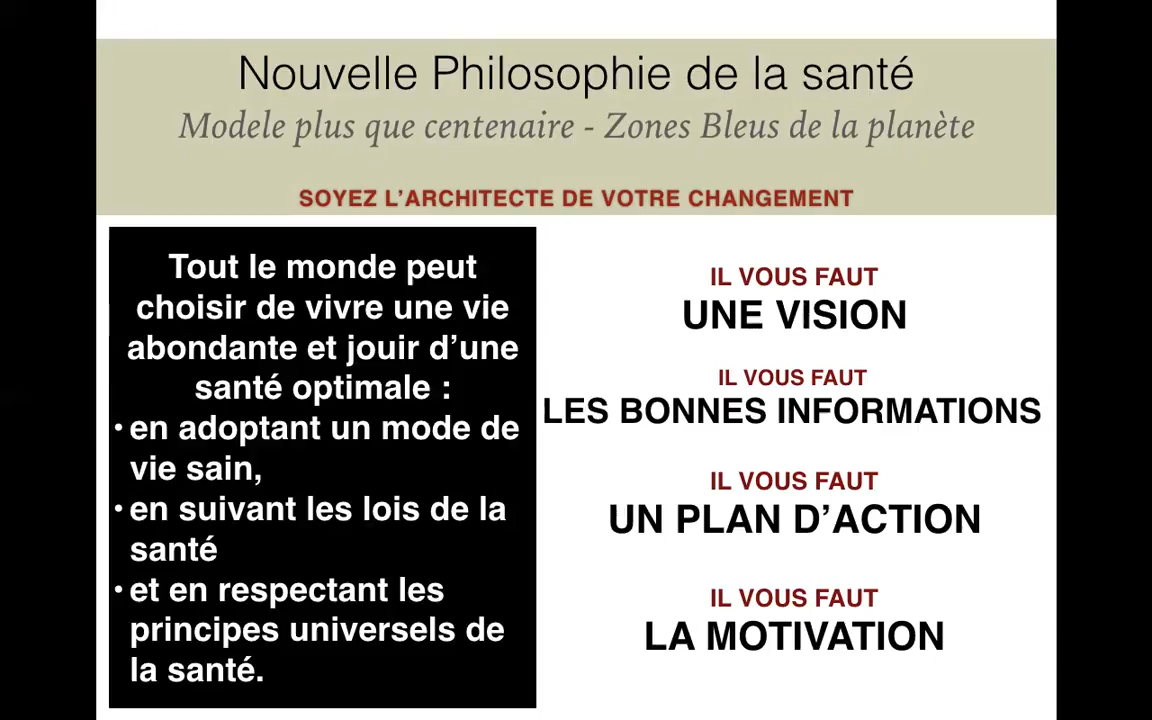 Nouvelle Philosophie de la santé
Modele plus que centenaire - Zones Bleus de la planète
SOYEZ L’ARCHITECTE DE VOTRE CHANGEMENT
Tout le monde peut
choisir de vivre une vie
abondante et jouir d’une
santé optimale :
• en adoptant un mode de
vie sain,
• en suivant les lois de la
santé
• et en respectant les
principes universels de
la santé.
IL VOUS FAUT
UNE VISION
IL VOUS FAUT
LES BONNES INFORMATIONS
IL VOUS FAUT
UN PLAN D’ACTION
IL VOUS FAUT
LA MOTIVATION